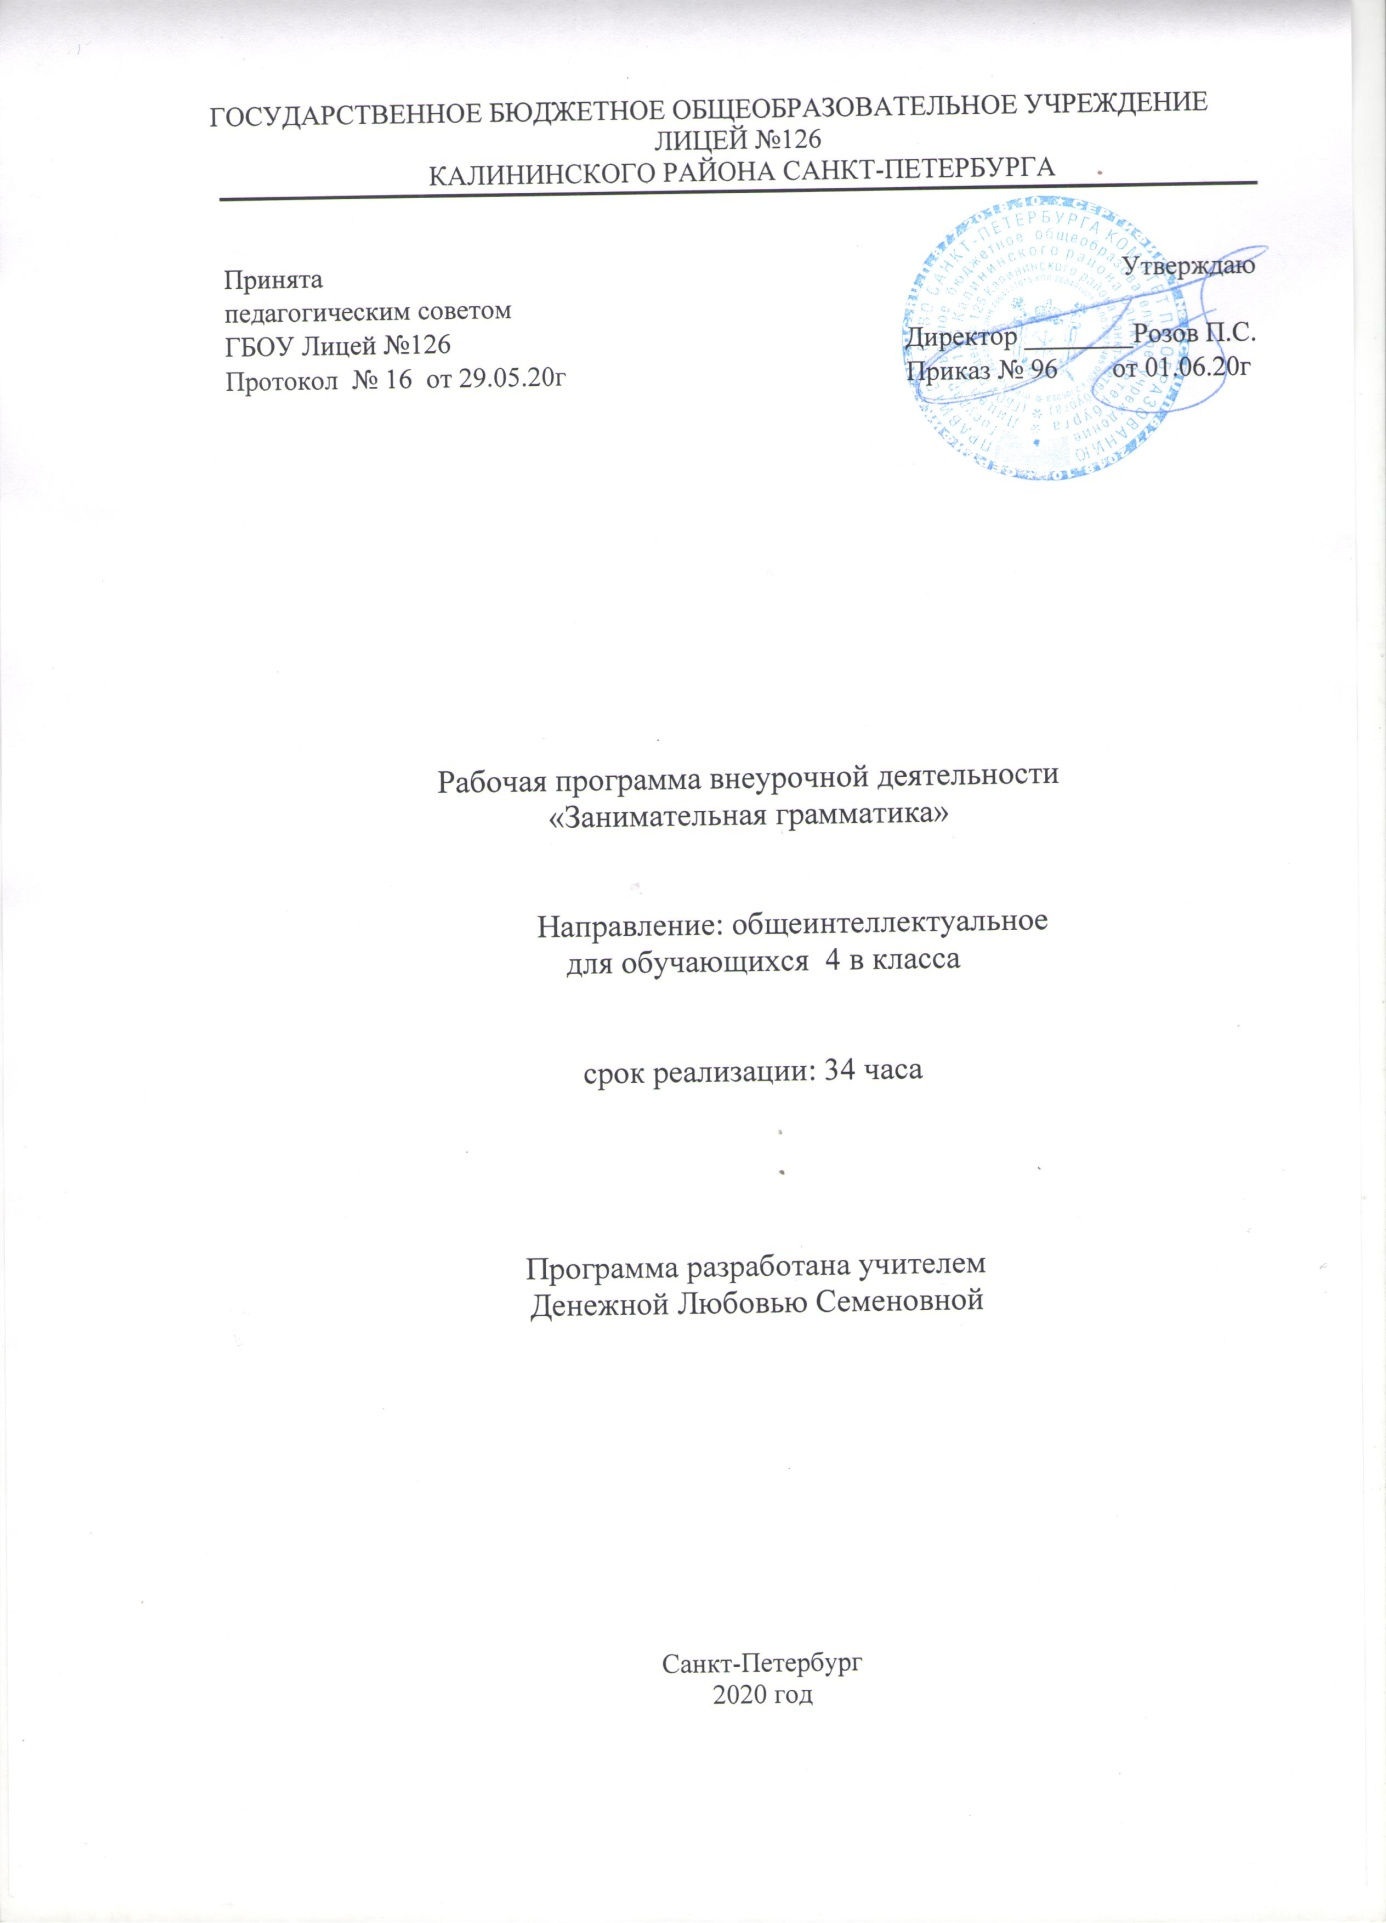 ГОСУДАРСТВЕННОЕ БЮДЖЕТНОЕ ОБЩЕОБРАЗОВАТЕЛЬНОЕ УЧРЕЖДЕНИЕ
ЛИЦЕЙ №126
КАЛИНИНСКОГО РАЙОНА САНКТ-ПЕТЕРБУРГА
Принята
педагогическим советом
ГБОУ Лицей №126
Протокол № 16 от 29.05.20г
Утверждаю
Директор ________Розов П.С.
Приказ № 96 от 01.06.20г
Рабочая программа внеурочной деятельности
«Занимательная грамматика»
Направление: общеинтеллектуальное
для обучающихся 4 в класса
срок реализации: 34 часа
Программа разработана учителем
Денежной Любовью Семеновной
Санкт-Петербург
2020 год